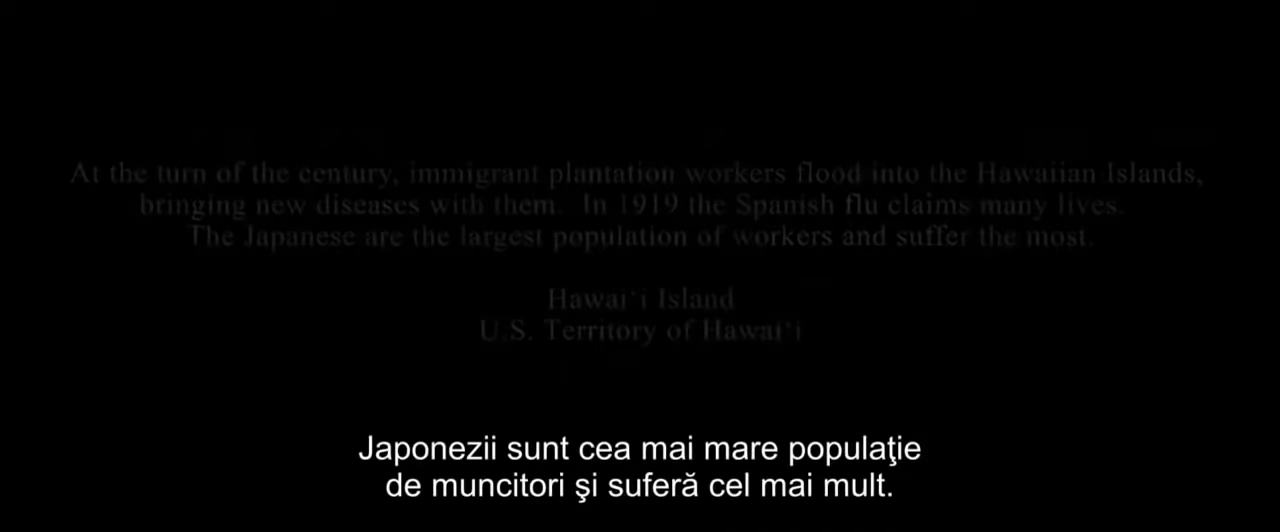 At the turn of the century, immigrant plantation workers flood into the Hawaiian Islands,
bringing new diseases with them. In 1919 the Spanish flu claims many lives.
The Japanese are the largest population of workers and suffer the most.
Hawaiʻi Island
U.S. Territory of Hawaiʻi
Japonezii sunt cea mai mare populaţie
de muncitori şi suferă cel mai mult.